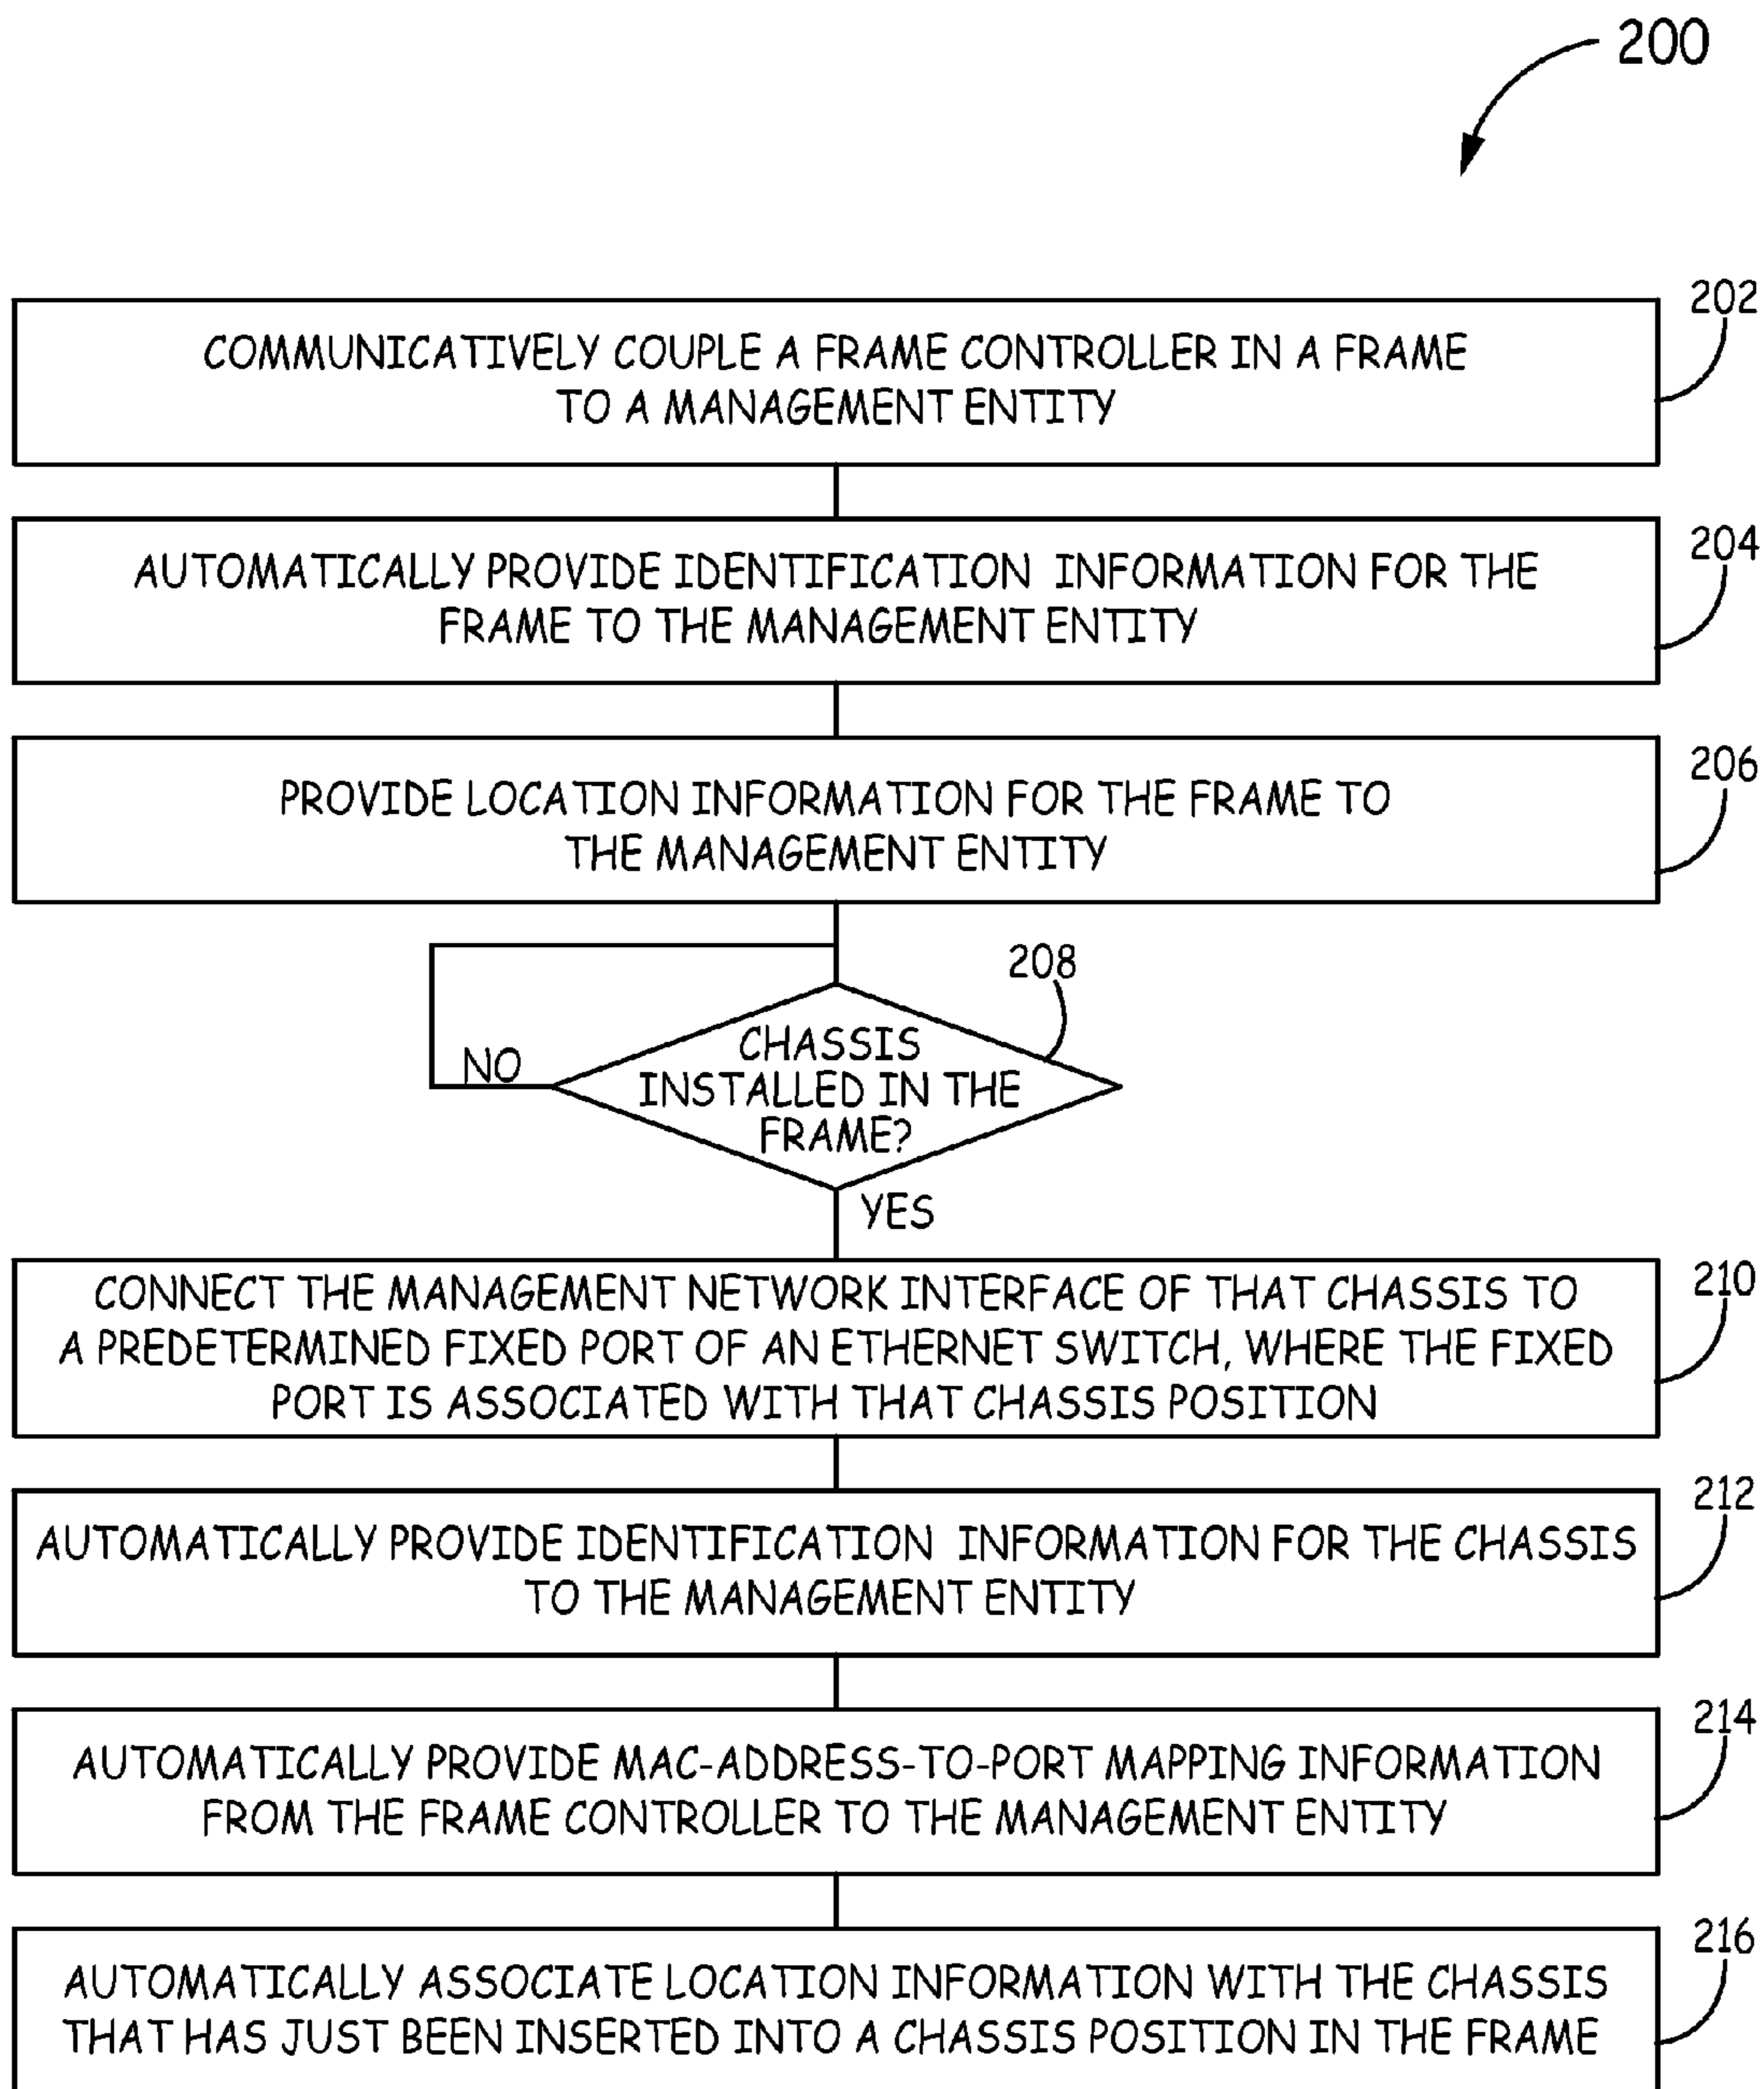 200
202
COMMUNICATIVELY COUPLE A FRAME CONTROLLER IN A FRAME
TO A MANAGEMENT ENTITY
204
AUTOMATICALLY PROVIDE IDENTIFICATION INFORMATION FOR THE
FRAME TO THE MANAGEMENT ENTITY
206
PROVIDE LOCATION INFORMATION FOR THE FRAME TO
THE MANAGEMENT ENTITY
208
CHASSIS
INSTALLED IN THE
FRAME?
NO
YES
210
CONNECT THE MANAGEMENT NETWORK INTERFACE OF THAT CHASSIS TO
A PREDETERMINED FIXED PORT OF AN ETHERNET SWITCH, WHERE THE FIXED
PORT IS ASSOCIATED WITH THAT CHASSIS POSITION
212
AUTOMATICALLY PROVIDE IDENTIFICATION INFORMATION FOR THE CHASSIS
TO THE MANAGEMENT ENTITY
214
AUTOMATICALLY PROVIDE MAC-ADDRESS-TO-PORT MAPPING INFORMATION
FROM THE FRAME CONTROLLER TO THE MANAGEMENT ENTITY
216
AUTOMATICALLY ASSOCIATE LOCATION INFORMATION WITH THE CHASSIS
THAT HAS JUST BEEN INSERTED INTO A CHASSIS POSITION IN THE FRAME